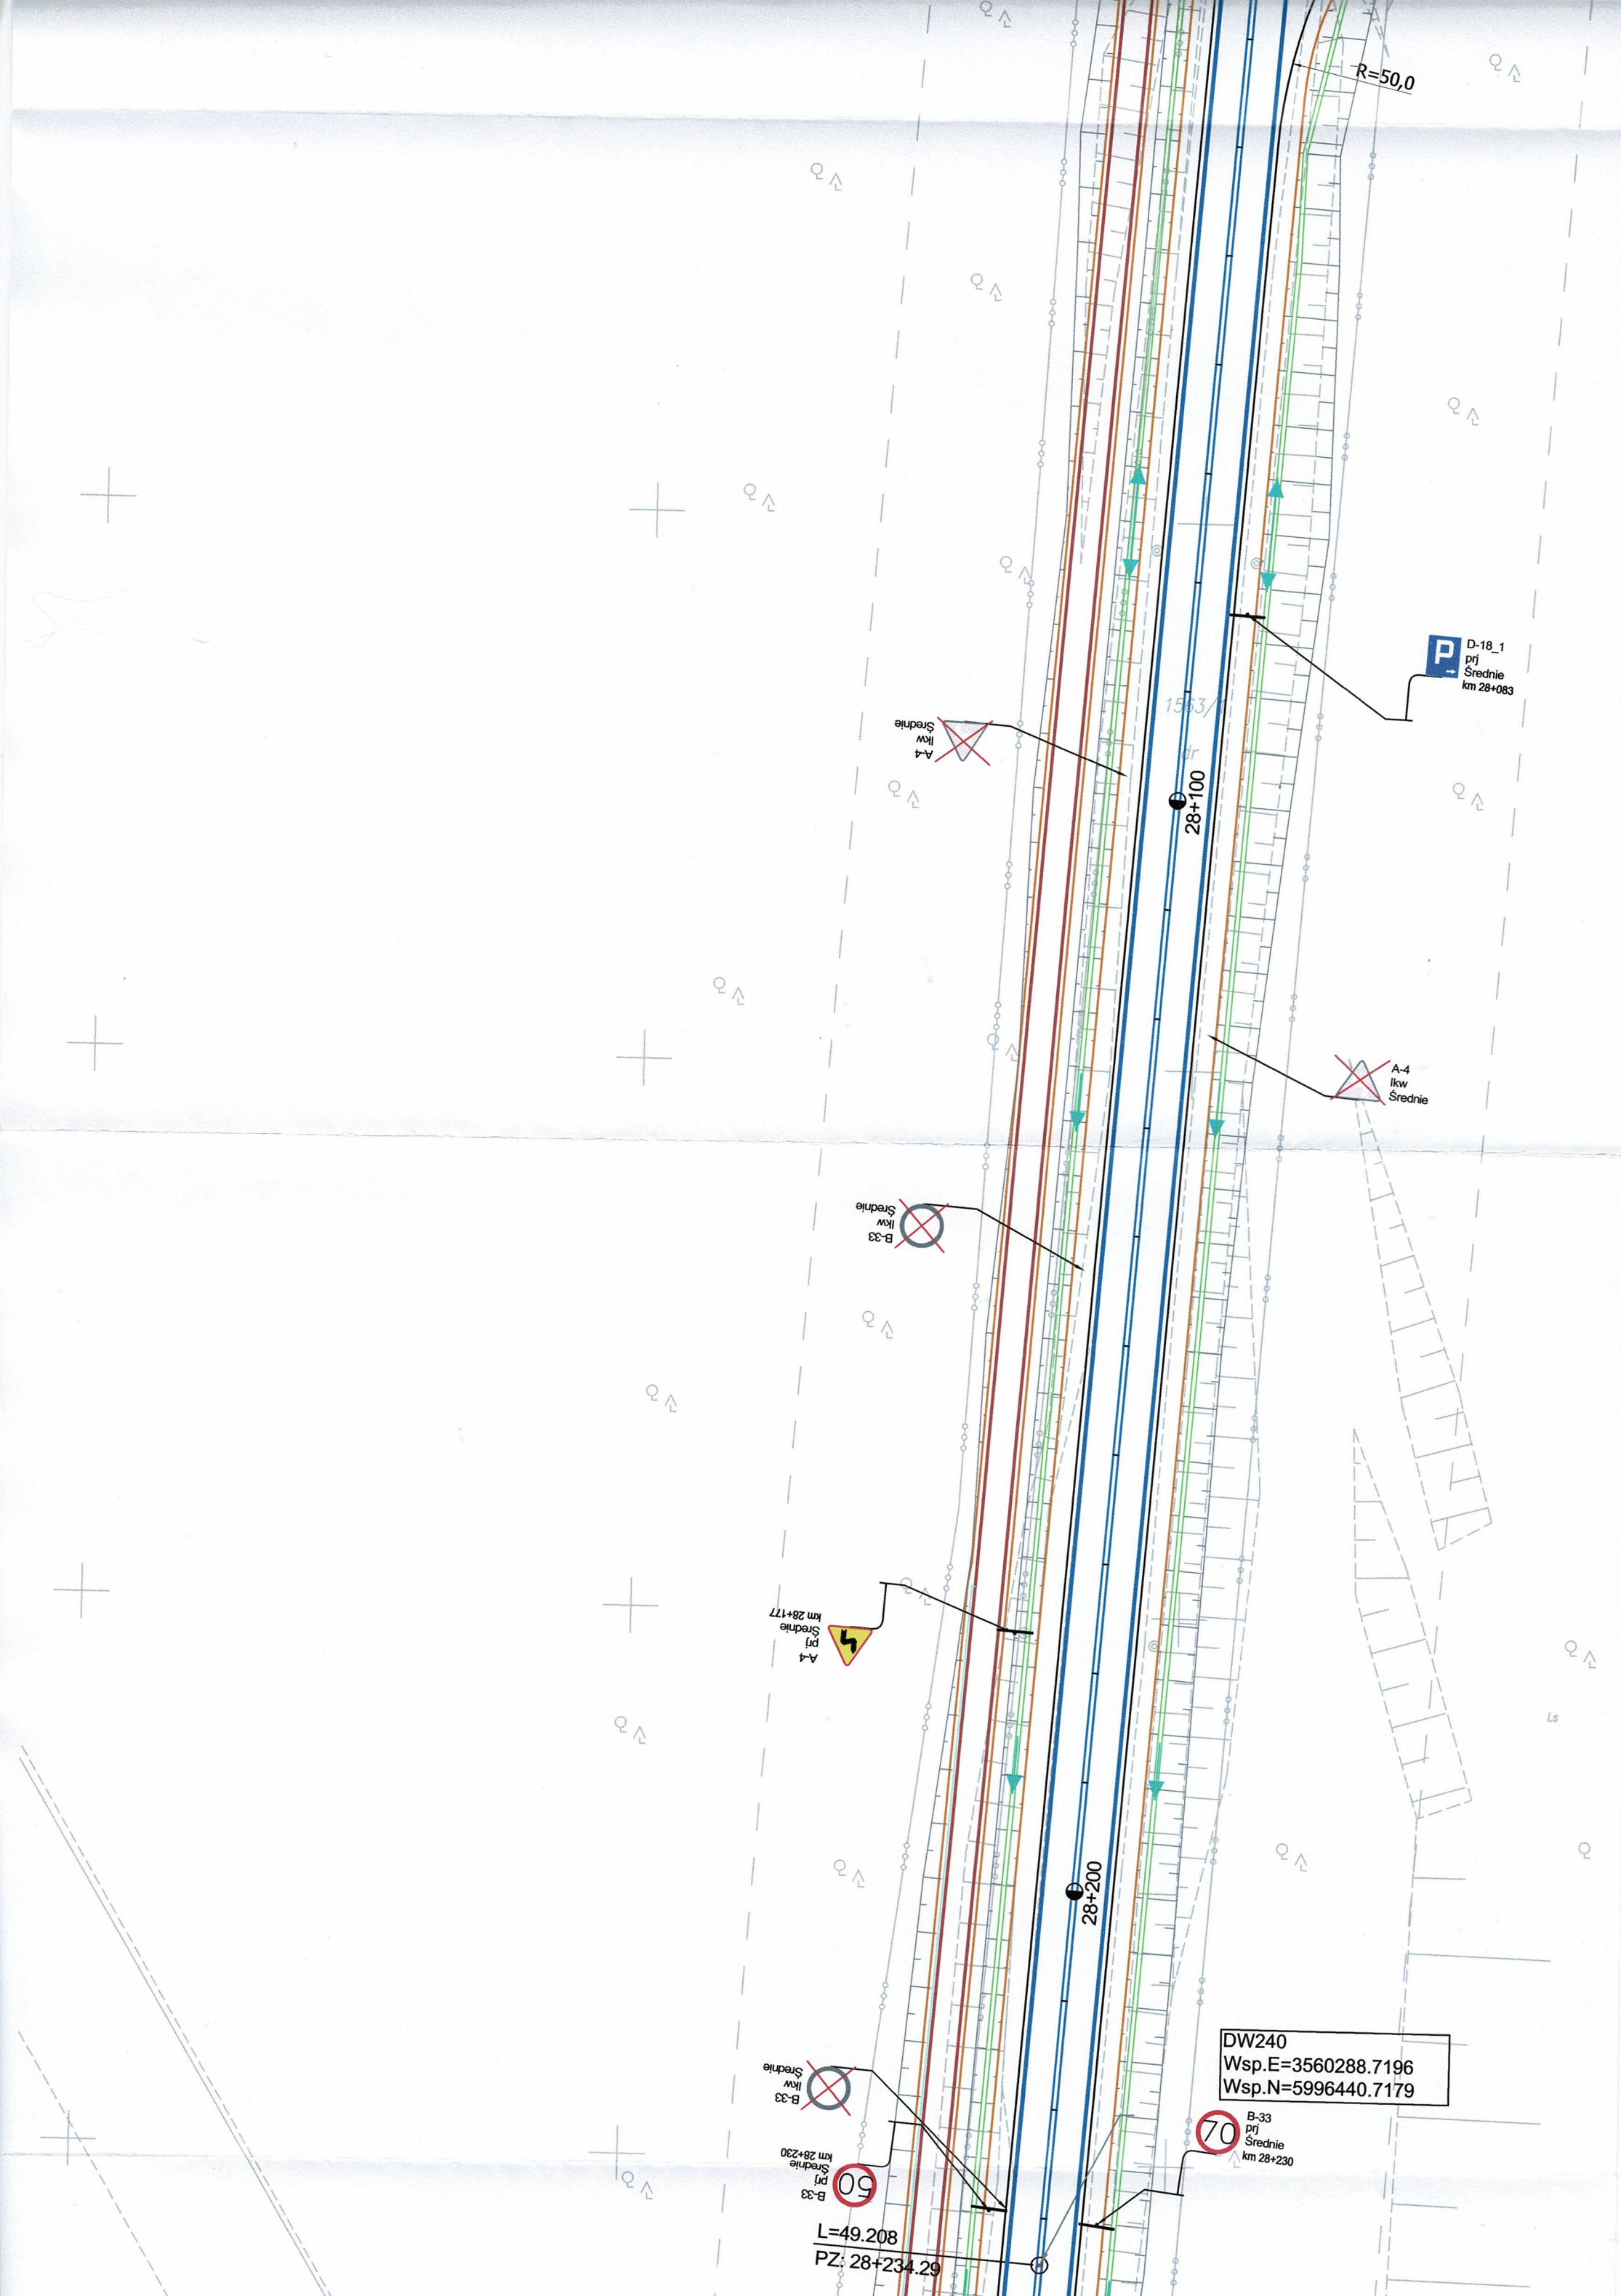 R=50,0
P
D-18_1
prj
Średnie
km 28+083
A-4
lkw
Średnie
1563/
dr
28+100
A-4
lkw
Średnie
B-33
lkw
Średnie
A-4
prj
Średnie
km 28+177
Ls
28+200
DW240
Wsp.E=3560288.7196
Wsp.N=5996440.7179
B-33
lkw
Średnie
70
B-33
prj
Średnie
km 28+230
50
B-33
prj
Średnie
km 28+230
L=49.208
PZ: 28+234.29